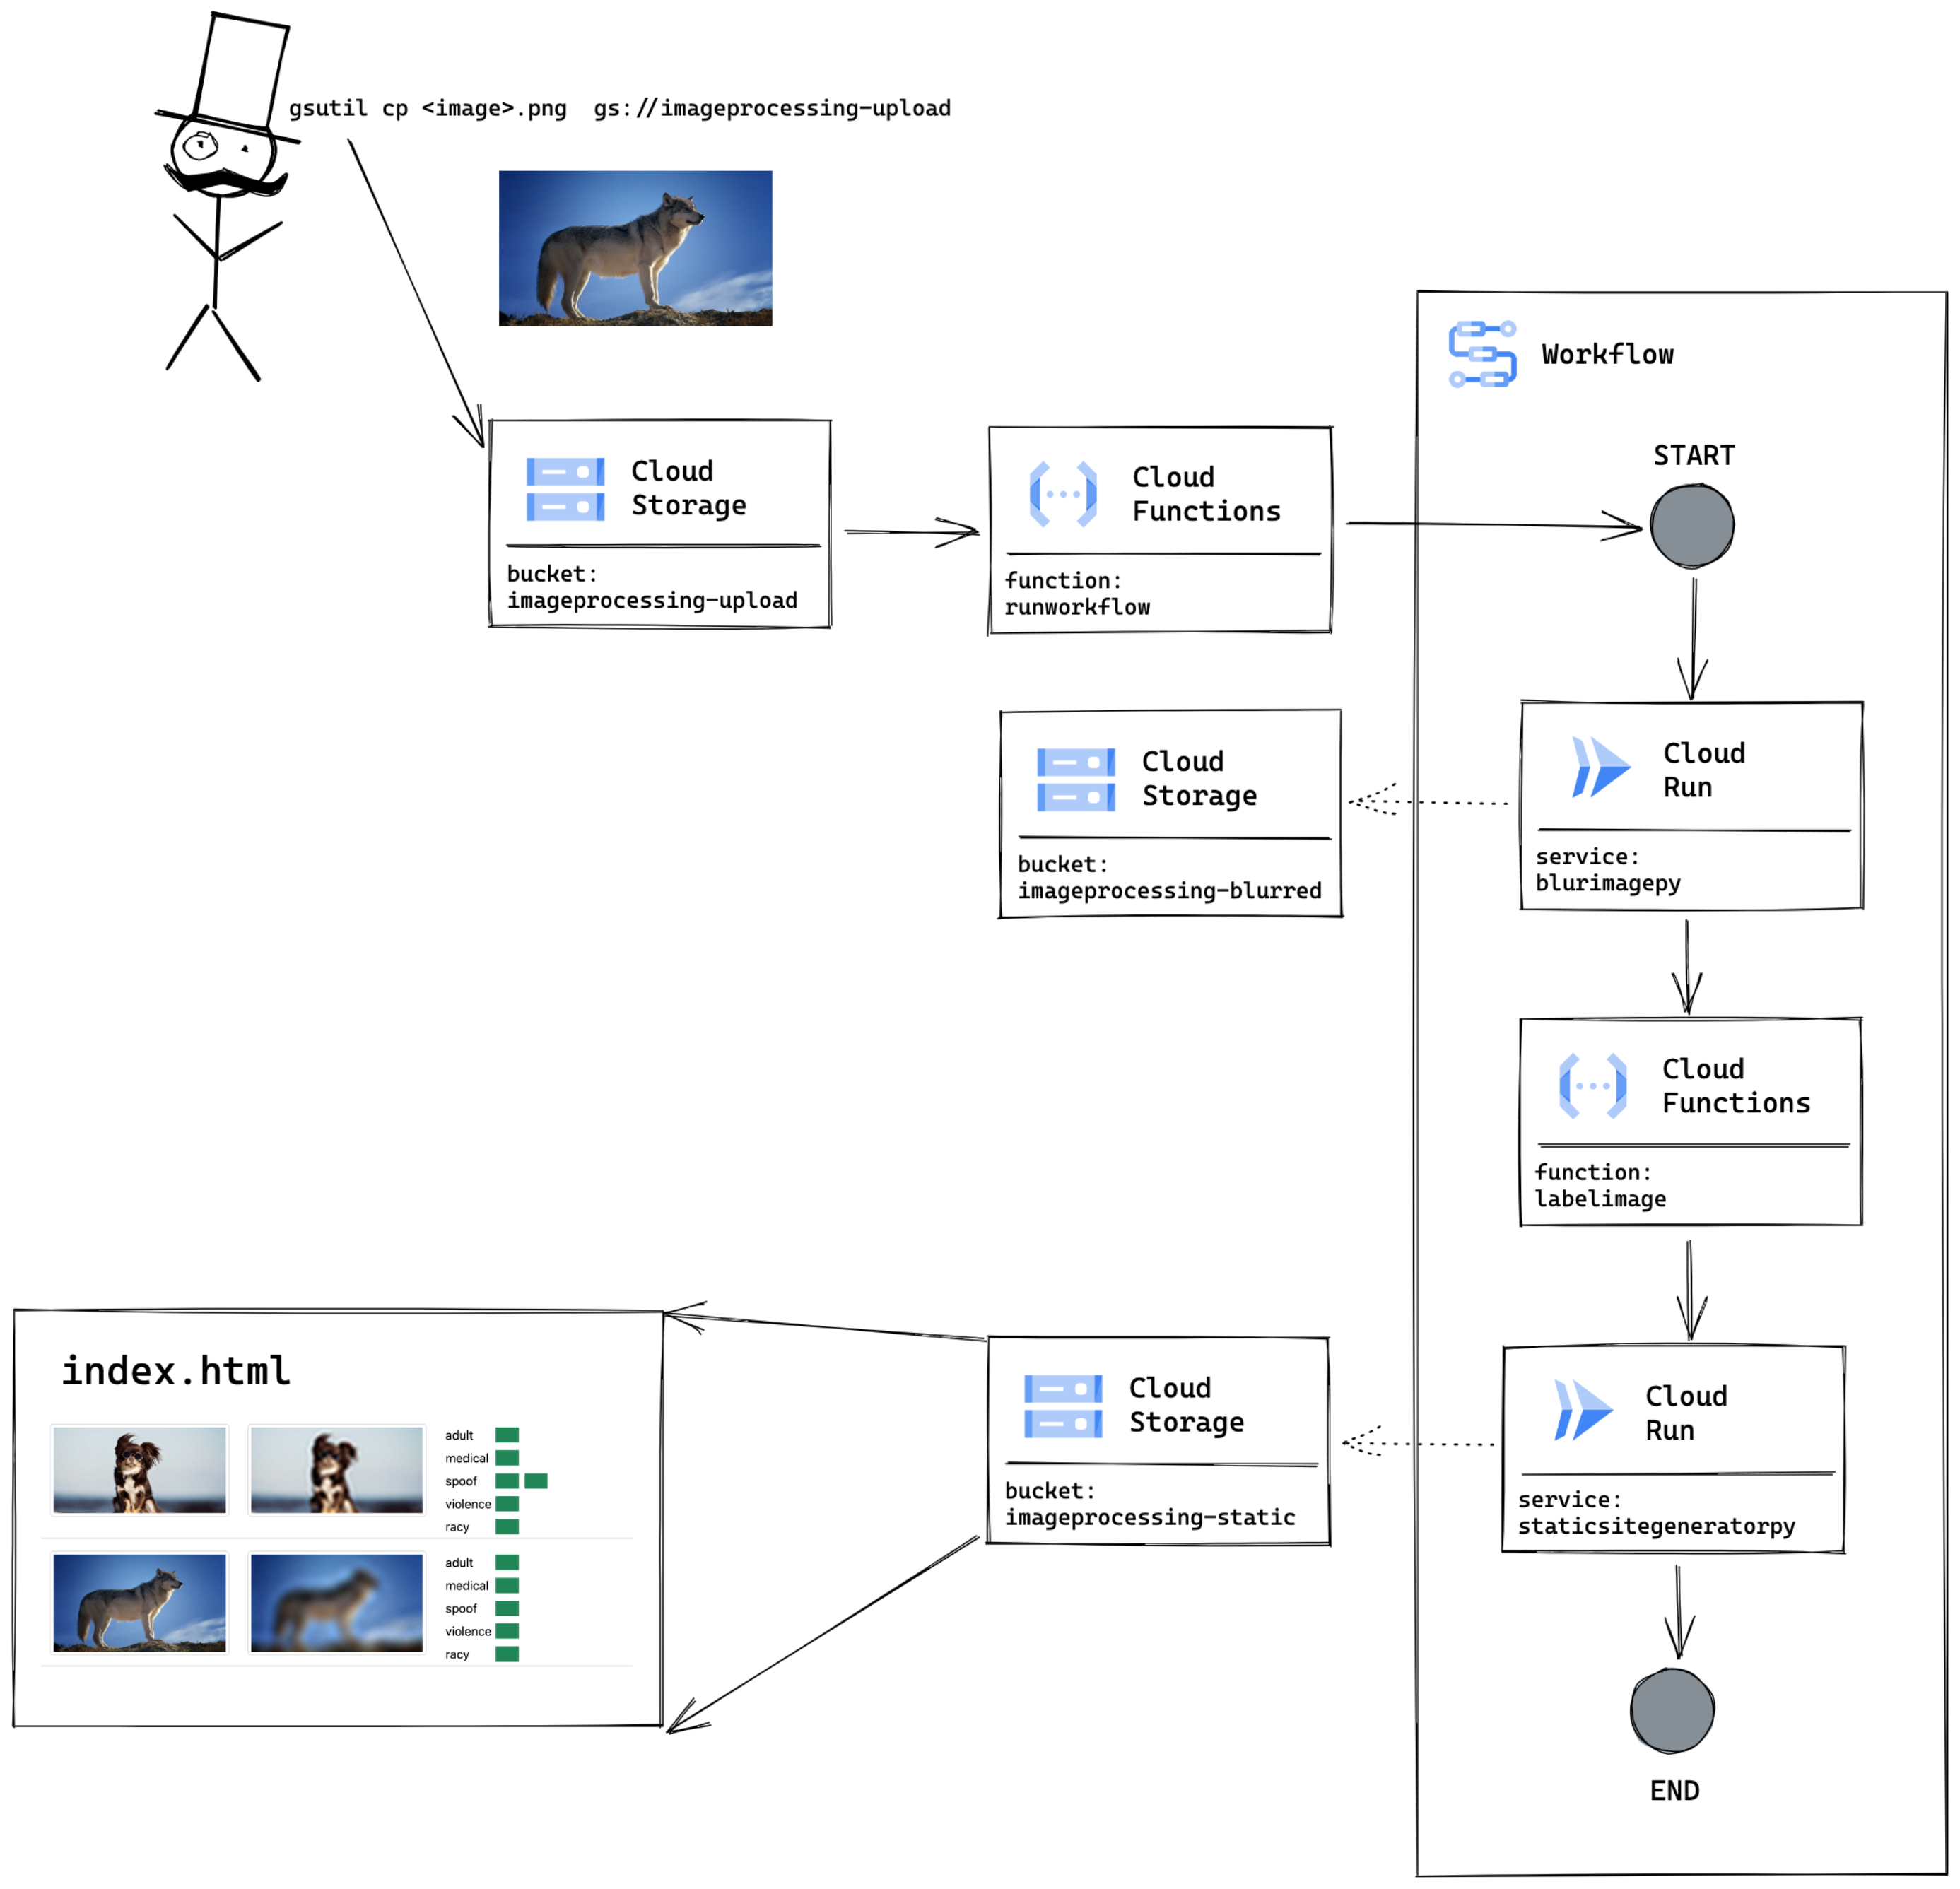 gsutil cp <image>.png  gs://imageprocessing-upload
Workflow
START
Cloud
Storage
bucket:
imageprocessing-upload
Cloud
Functions
function:
runworkflow
Cloud
Storage
bucket:
imageprocessing-blurred
Cloud
Run
service:
blurimagepy
Cloud
Functions
function:
labelimage
index.html
adult
medical
spoof
violence
racy
adult
medical
spoof
violence
racy
Cloud
Storage
bucket:
imageprocessing-static
Cloud
Run
service:
staticsitegeneratorpy
END